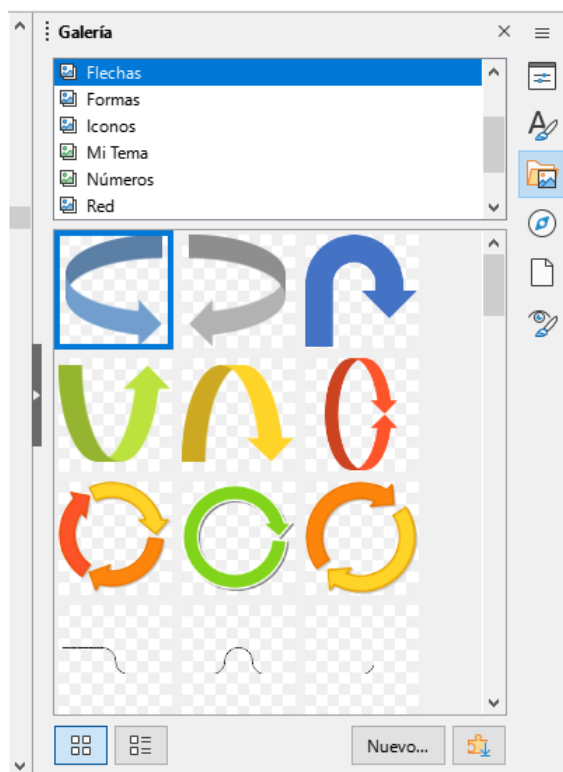 Galería
Flechas
Formas
Iconos
Mi Tema
Números
Red
Nuevo...